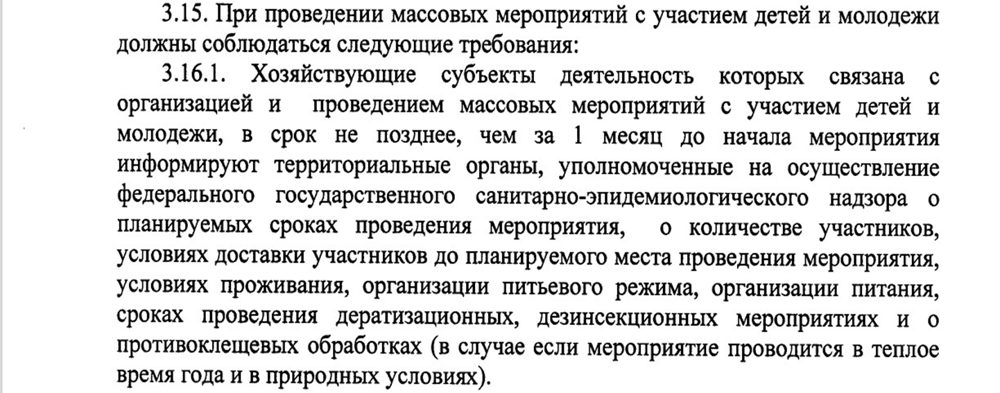 3.15. При проведении массовых мероприятий с участием детей и молодежи
должны соблюдаться следующие требования:
3.16.1. Хозяйствующие субъекты деятельность которых связана с
организацией и проведением массовых мероприятий с участием детей и
молодежи, в срок не позднее, чем за 1 месяц до начала мероприятия
информируют территориальные органы, уполномоченные на осуществление
федерального государственного санитарно-эпидемиологического надзора о
планируемых сроках проведения мероприятия, о количестве участников,
условиях доставки участников до планируемого места проведения мероприятия,
условиях проживания, организации питьевого режима, организации питания,
сроках проведения дератизационных, дезинсекционных мероприятиях и о
противоклещевых обработках (в случае если мероприятие проводится в теплое
время года и в природных условиях).